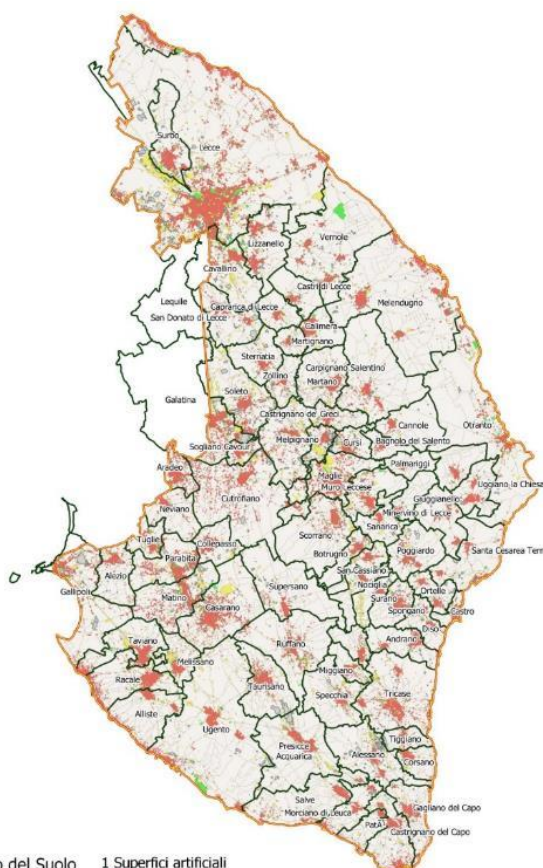 Surbo
Lecce
Lizzanello
Vernole
Cavallino
Lequile
Castri di Lecce
Melendugno
San Donato di Lecce
Caprarica di Lecce
Calimera
Martignano
Sternatia
Carpignano Salentino
Zollino
Martano
Galatina
Soleto
Castrignano de' Greci
Cannole
Otranto
Sogliano Cavour
Melpignano
Cursi
Bagnolo del Salento
Palmariggi
Aradeo
Maglie
Uggiano la Chiesa
Muro Leccese
Cutrofiano
Giuggianello
Minervino di Lecce
Neviano
Scorrano
Sanarica
Tuglie
Collepasso
Botrugno
Poggiardo
Santa Cesarea Terme
Parabita
Alezio
San Cassiano
Gallipoli
Supersano
Nociglia
Ortelle
Matino
Surano
Casarano
Spongano
Castro
Diso
Taviano
Ruffano
Andrano
Melissano
Miggiano
Racale
Taurisano
Specchia
Tricase
Alliste
Ugento
Tiggiano
Presicce
Acquarica
Alessano
Corsano
Salve
Morciano di Leuca
Gagliano del Capo
Patà
Castrignano del Capo
del Suolo
1 Superfici artificiali